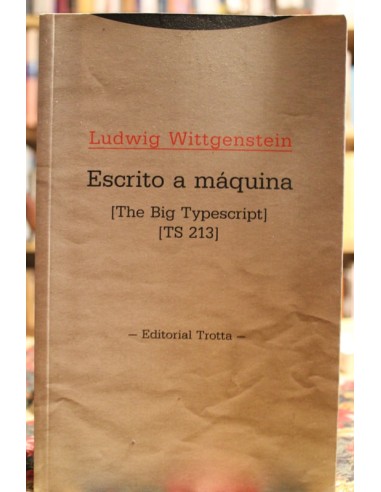 Ludwig Wittgenstein
Escrito a máquina
[The Big Typescript]
[TS 213]
– Editorial Trotta –